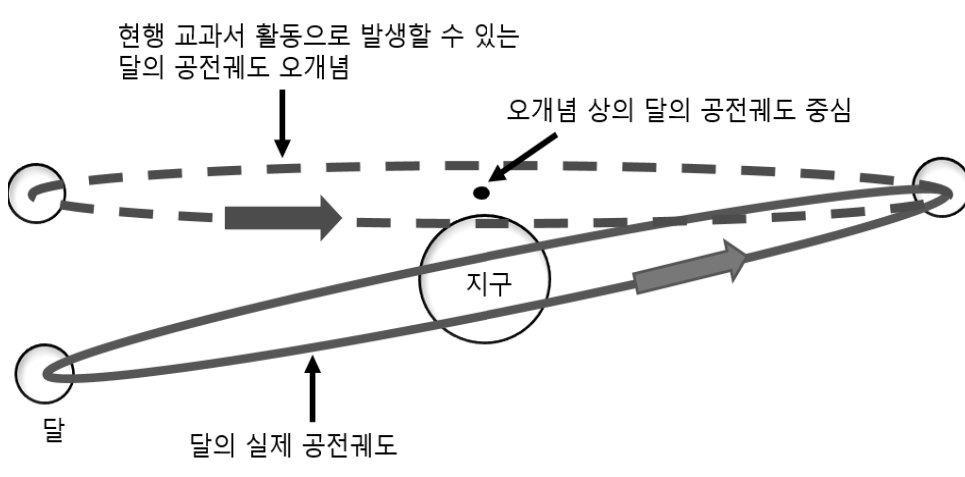 현행 교과서 활동으로 발생할 수 있는
달의 공전궤도 오개념
오개념 상의 달의 공전궤도 중심
지구
달
달의 실제 공전궤도